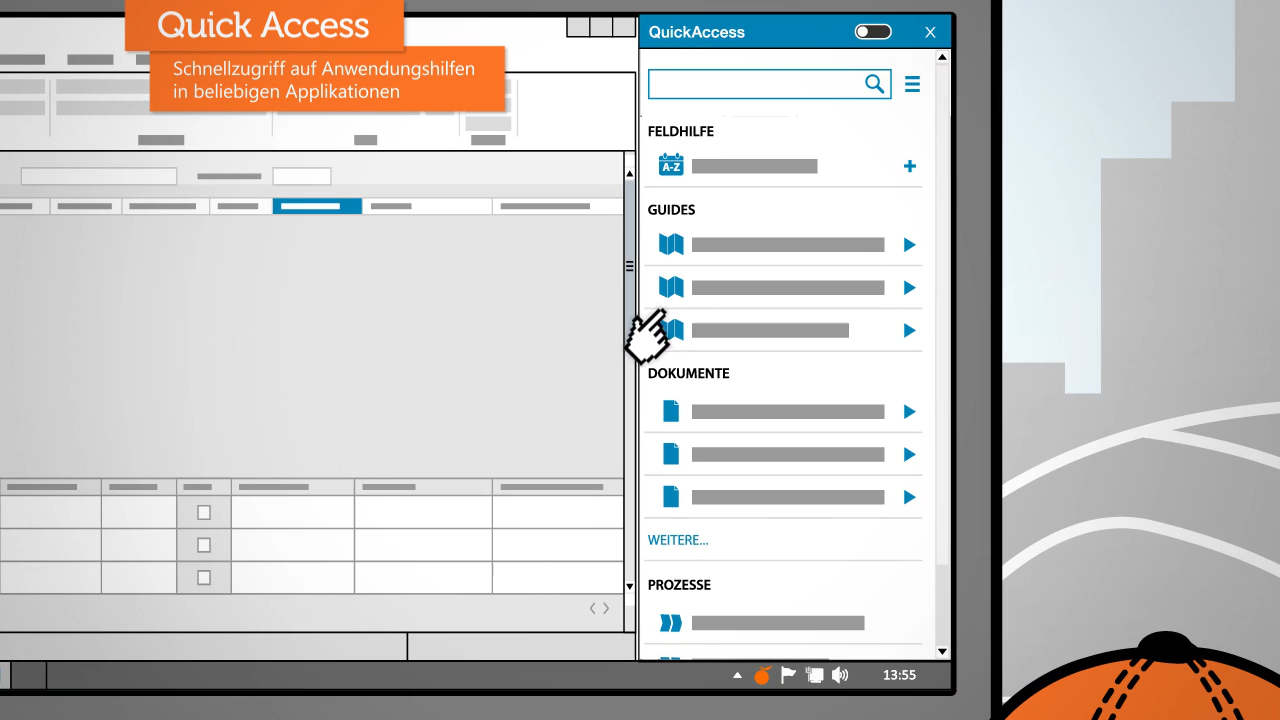 Quick Access
Schnellzugriff auf Anwendungshilfen
in beliebigen Applikationen
QuickAccess
X
FELDHILFE
A-Z
GUIDES
DOKUMENTE
WEITERE...
PROZESSE
13:55